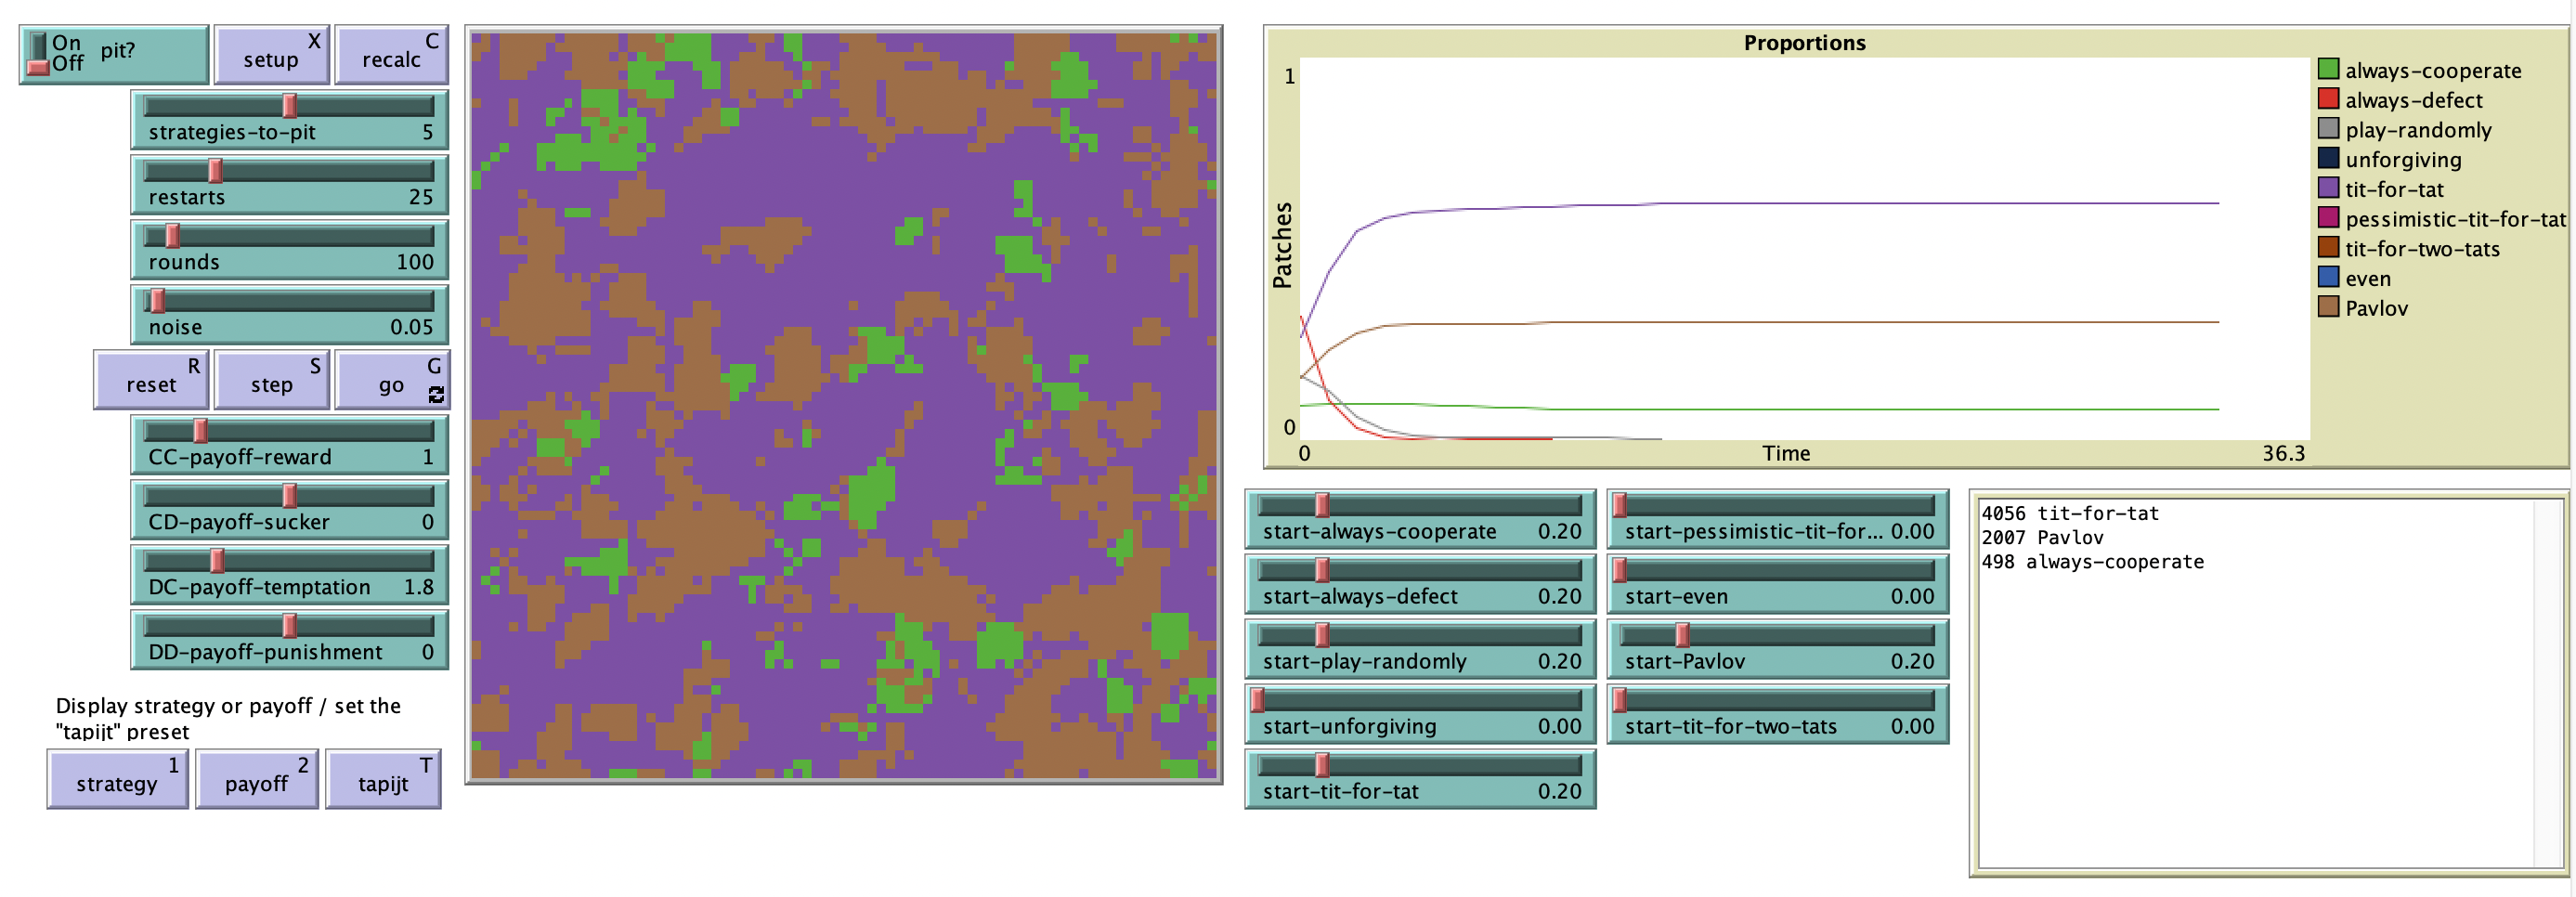 On
Off
pit?
X
setup
C
recalc
strategies-to-pit 5
restarts 25
rounds 100
noise 0.05
R
reset
S
step
G
go
CC-payoff-reward 1
CD-payoff-sucker 0
DC-payoff-temptation 1.8
DD-payoff-punishment 0
Display strategy or payoff / set the
"tapijt" preset
1
strategy
2
payoff
T
tapijt
Proportions
1
Patches
0
0
Time
36.3
always-cooperate
always-defect
play-randomly
unforgiving
tit-for-tat
pessimistic-tit-for-tat
tit-for-two-tats
even
Pavlov
start-always-cooperate 0.20
start-always-defect 0.20
start-play-randomly 0.20
start-unforgiving 0.00
start-tit-for-tat 0.20
start-pessimistic-tit-for... 0.00
start-even 0.00
start-Pavlov 0.20
start-tit-for-two-tats 0.00
4056 tit-for-tat
2007 Pavlov
498 always-cooperate